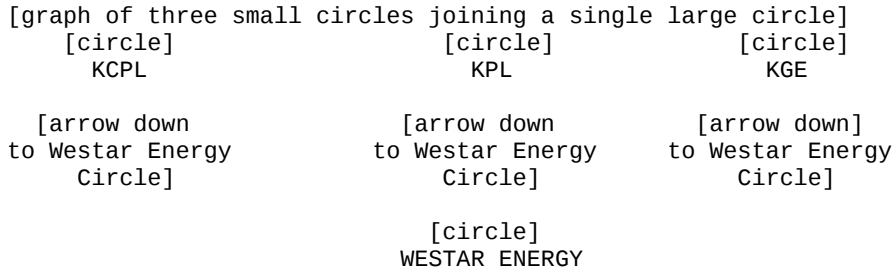 [graph of three small circles joining a single large circle]
[circle] [circle] [circle]
KCPL KPL KGE
[arrow down [arrow down [arrow down]
to Westar Energy to Westar Energy to Westar Energy
Circle] Circle] Circle]
[circle]
WESTAR ENERGY